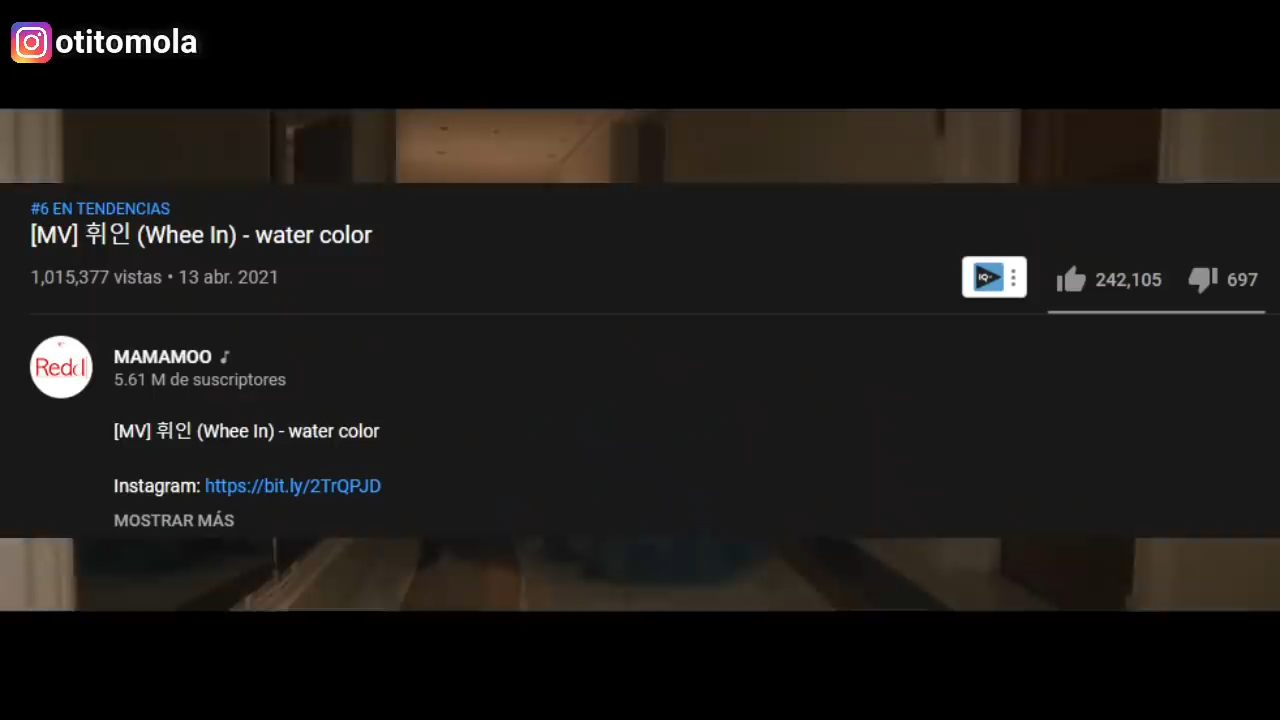 otitomola
#6 EN TENDENCIAS
[MV] 휘인 (Whee In) - water color
1,015,377 vistas • 13 abr. 2021
IQ
242,105
697
MAMAMOO
5.61 M de suscriptores
[MV] 휘인 (Whee In) - water color
Instagram: https://bit.ly/2TrQPJD
MOSTRAR MÁS